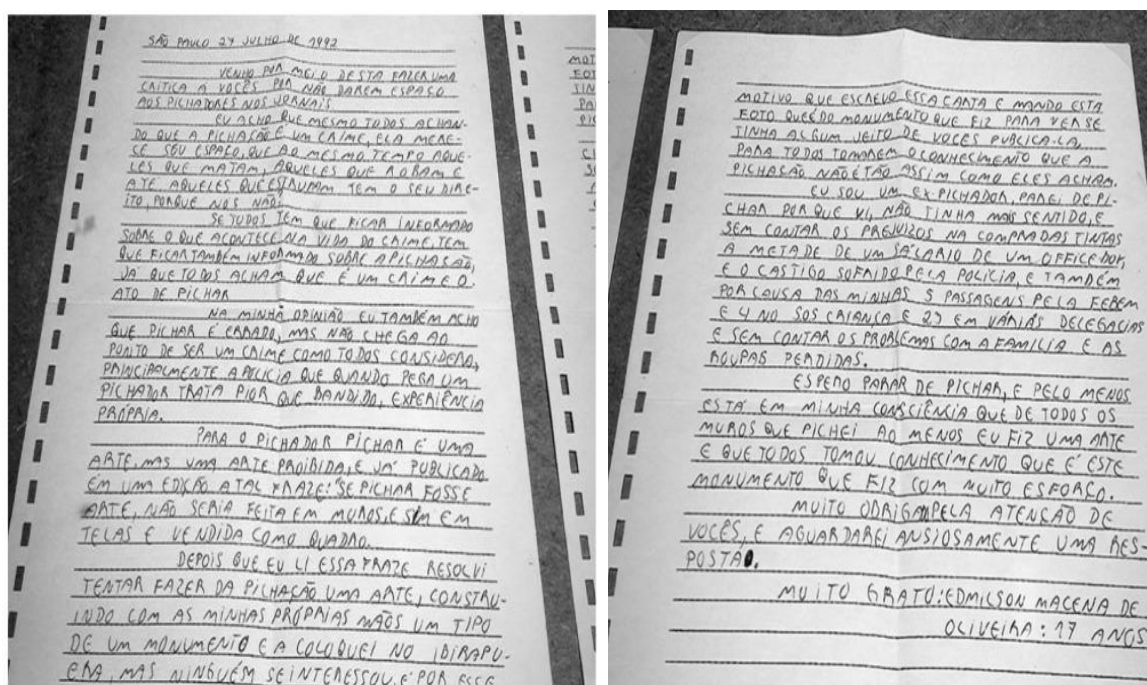 SÃO PAULO 27 JULHO DE 1992
VENHO POR MEIO DESTA FAZER UMA
CRITICA A VOCÊS POR NÃO DAREM ESPAÇO
AOS PICHADORES NOS JORNAIS.
EU ACHO QUE MESMO TODOS ACHAN-
DO QUE A PICHAÇÃO É UM CRIME, ELA MERE-
CE SEU ESPAÇO, QUE AO MESMO TEMPO AQUE-
LES QUE MATAM, AQUELES QUE ROBAM E
ATE AQUELES QUE ESTRUPAM TEM O SEU DIRE-
ITO, PORQUE NOS NÃO?
SE TUDOS TEM QUE FICAR INFORMADO
SOBRE O QUE ACONTECE NA VIDA DO CRIME, TEM
QUE FICAR TAMBÉM INFORMADO SOBRE A PICHAÇÃO,
JÁ QUE TODOS ACHAM QUE É UM CRIME O.
ATO DE PICHAR
NA MINHA OPINIÃO EU TAMBÉM ACHO
QUE PICHAR É ERRADO, MAS NÃO CHEGA AO
PONTO DE SER UM CRIME COMO TODOS CONSIDERA,
PRINCIPALMENTE A POLICIA QUE QUANDO PEGA UM
PICHADOR TRATA PIOR QUE BANDIDO, EXPERIÊNCIA
PRÓPRIA.
PARA O PICHADOR PICHAR É UMA
ARTE, MAS UMA ARTE PROIBIDA, E JÁ PUBLICADO
EM UMA EDIÇÃO A TAL FRAZE: "SE PICHAR FOSSE
ARTE, NÃO SERIA FEITA EM MUROS, E SIM EM
TELAS E VENDIDA COMO QUADRO.
DEPOIS QUE EU LI ESSA FRAZE RESOLVI
TENTAR FAZER DA PICHAÇÃO UMA ARTE, CONSTRU-
INDO COM AS MINHAS PRÓPRIAS MÃOS UM TIPO
DE UM MONUMENTO E A COLOQUEI NO IBIRAPU-
ERA, MAS NINGUÉM SE INTERESSOU, E POR ESSE
MOTIVO QUE ESCREVO ESSA CARTA E MANDO ESTA
FOTO QUE É DO MONUMENTO QUE FIZ PARA VER SE
TINHA ALGUM JEITO DE VOCES PUBLICA-LA,
PARA TODOS TOMAREM O CONHECIMENTO QUE A
PICHAÇÃO NÃO É TÃO ASSIM COMO ELES ACHAM.
EU SOU UM EX-PICHADOR, PAREI DE PI-
CHAR PORQUE VI, NÃO TINHA MAIS SENTIDO, E
SEM CONTAR OS PREJUIZOS NA COMPRA DAS TINTAS
A METADE DE UM SÁLARIO DE UM OFFICE-BOY,
E O CASTIGO SOFRIDO PELA POLICIA, E TAMBÉM
POR CAUSA DAS MINHAS 5 PASSAGENS PELA FEBEM
E 4 NO SOS CRIANÇA E 27 EM VÁRIAS DELEGACIAS
E SEM CONTAR OS PROBLEMAS COM A FAMILIA E AS
ROUPAS PERDIDAS.
ESPERO PARAR DE PICHAR, E PELO MENOS
ESTÁ EM MINHA CONSCIÊNCIA QUE DE TODOS OS
MUROS QUE PICHEI AO MENOS EU FIZ UMA ARTE
E QUE TODOS TOMOU CONHECIMENTO QUE É ESTE
MONUMENTO QUE FIZ COM MUITO ESFORÇO.
MUITO OBRIGA PELA ATENÇÃO DE
VOCÊS, E AGUARDAREI ANSIOSAMENTE UMA RES-
POSTA.
MUITO GRATO: EDMILSON MACENA DE
OLIVEIRA: 17 ANOS